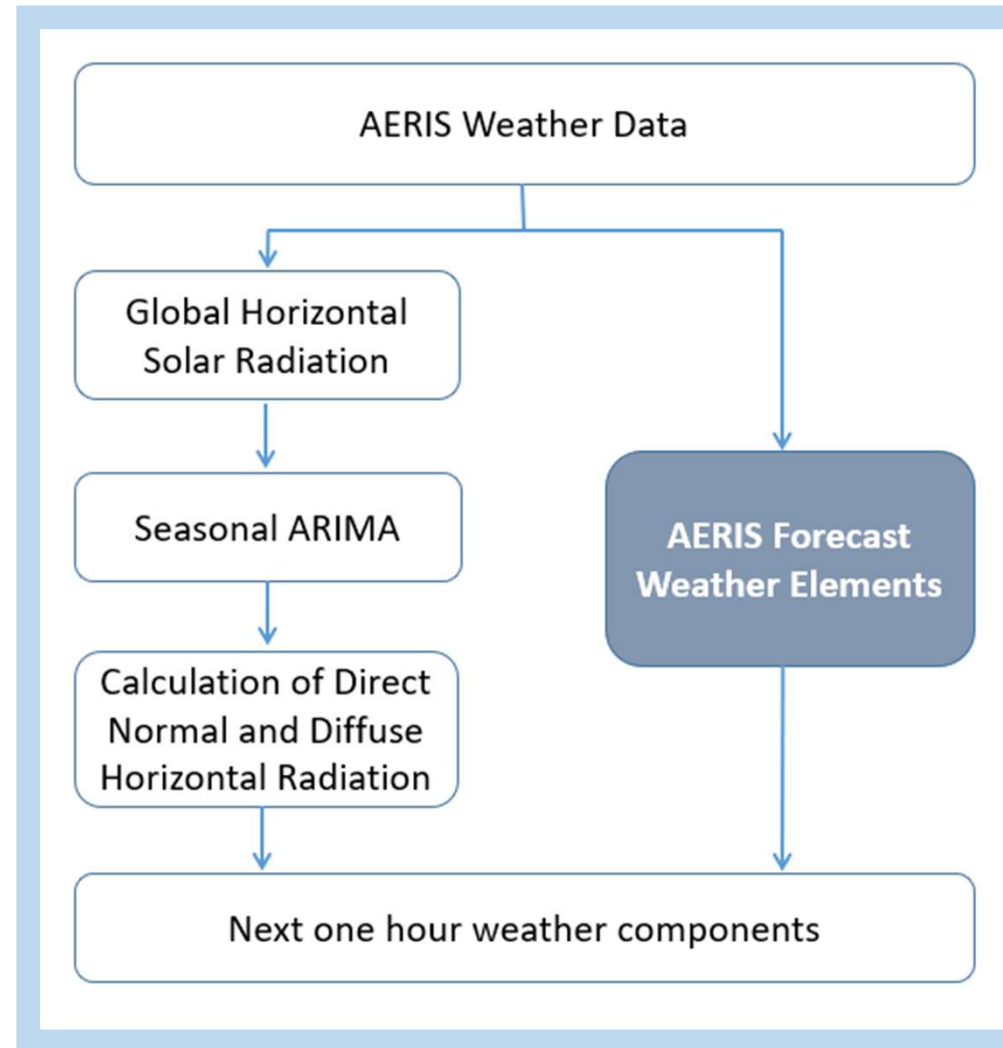 AERIS Weather Data
Global Horizontal
Solar Radiation
Seasonal ARIMA
AERIS Forecast
Weather Elements
Calculation of Direct
Normal and Diffuse
Horizontal Radiation
Next one hour weather components